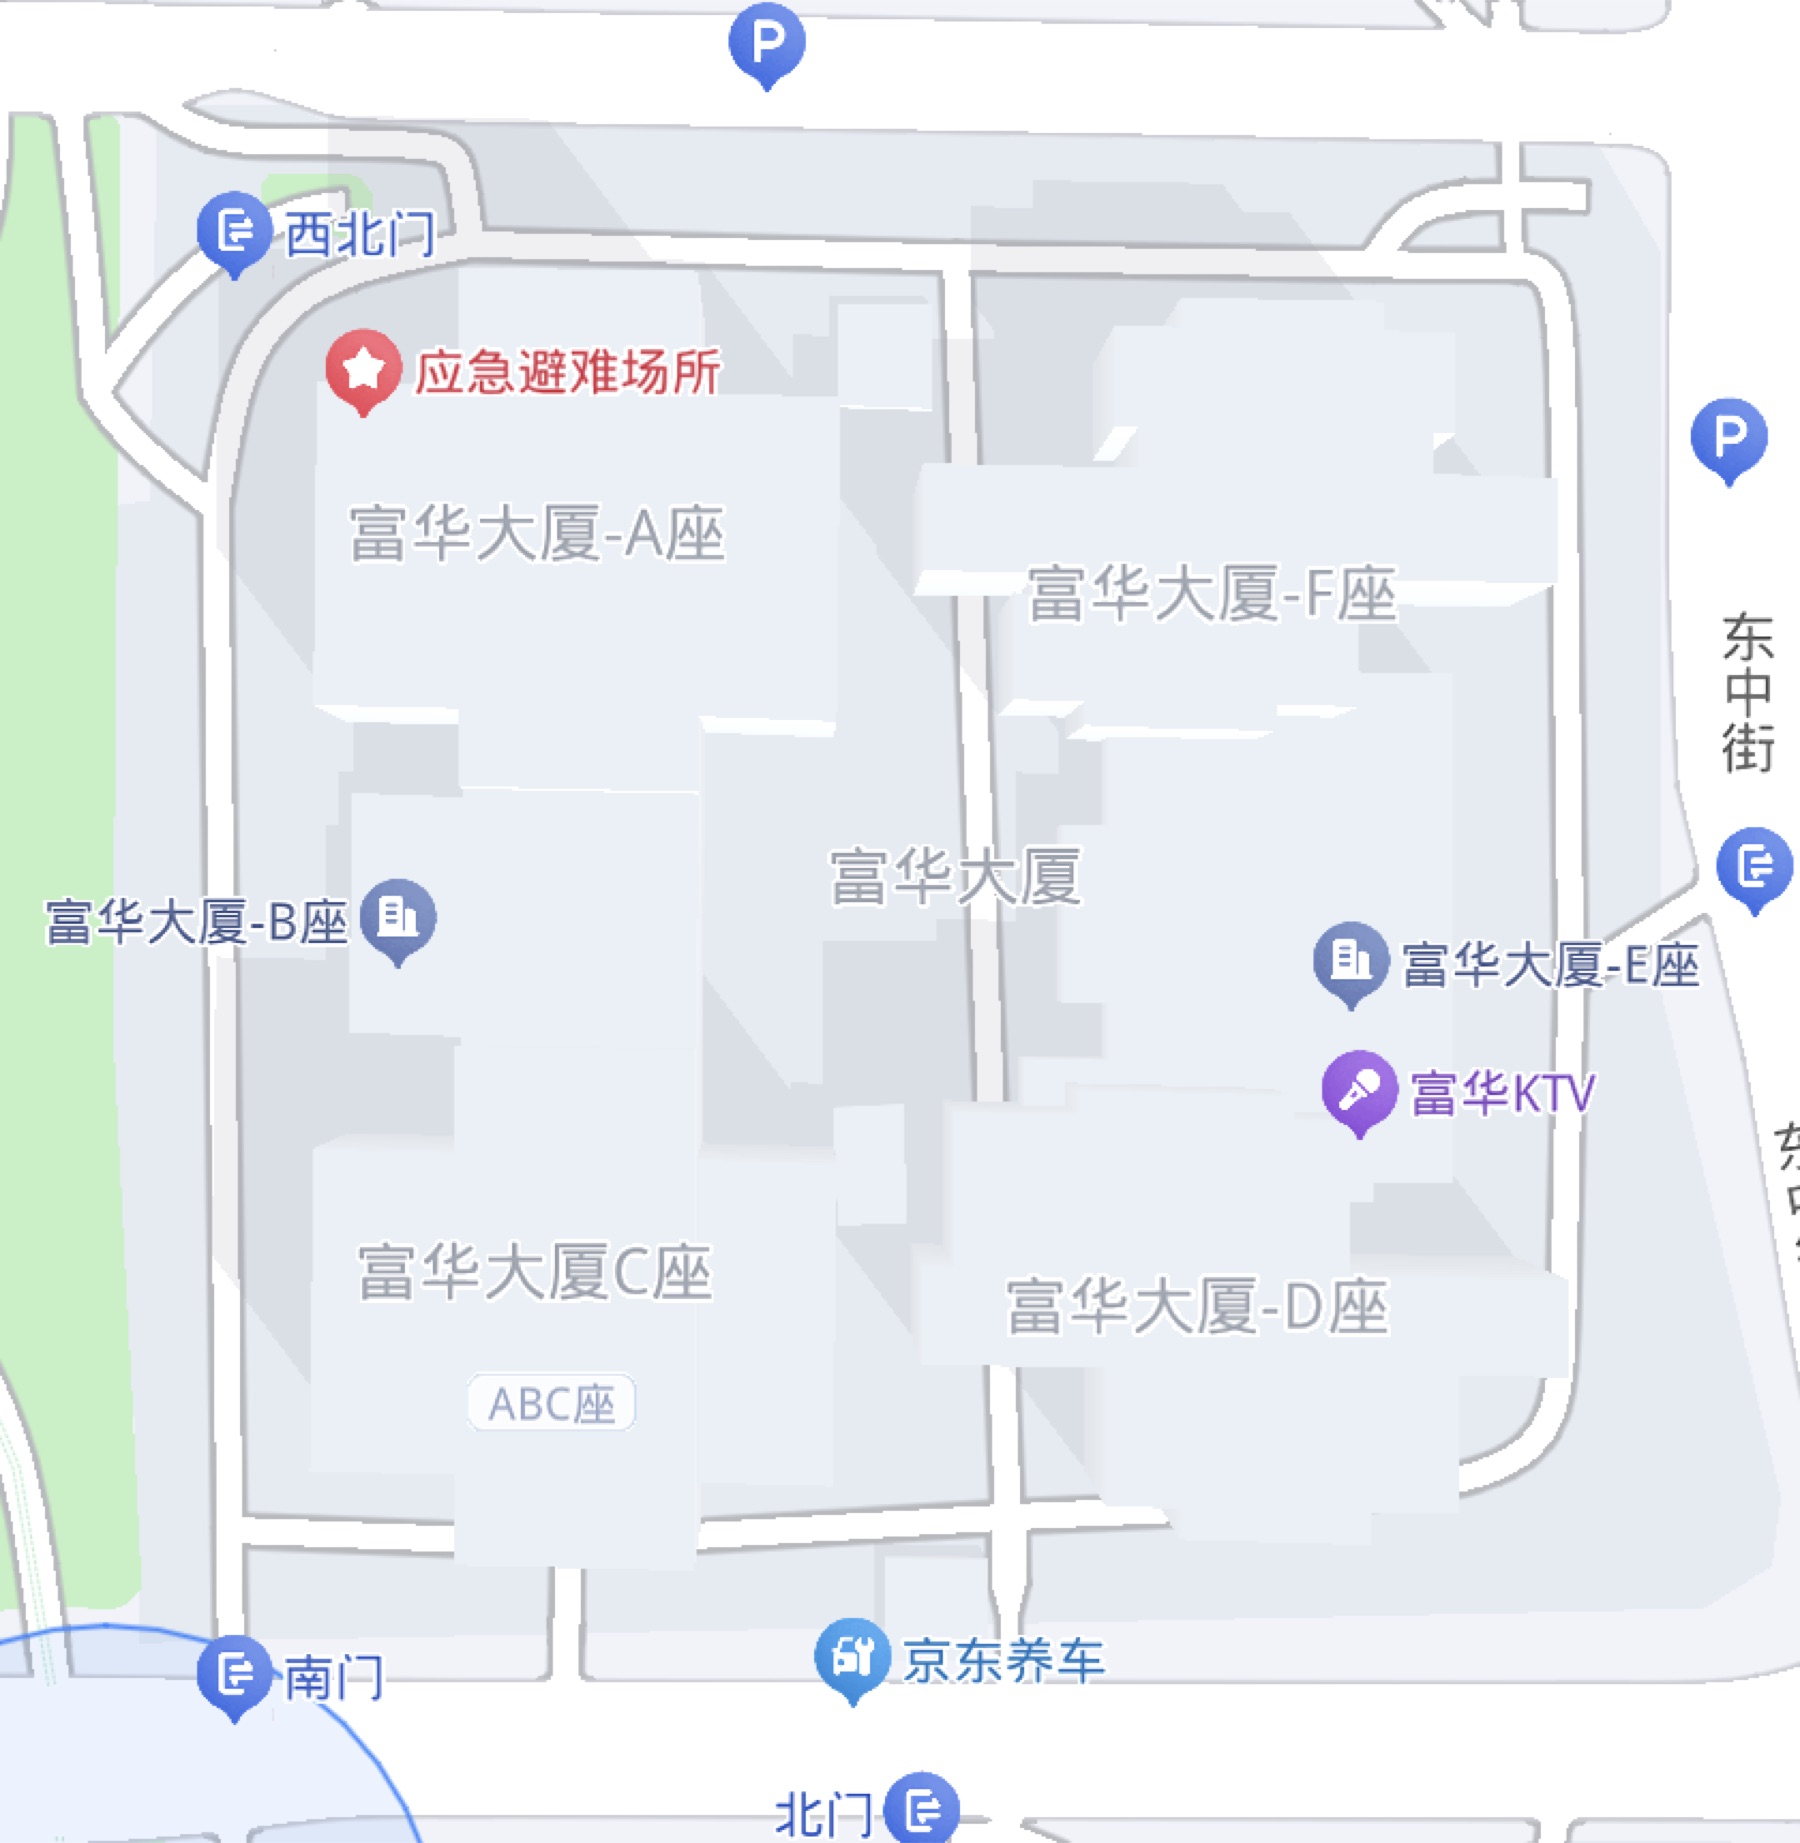 P
西北门
应急避难场所
P
富华大厦-A座
富华大厦-F座
东中街
富华大厦
富华大厦-B座
富华大厦-E座
富华KTV
富华大厦C座
富华大厦-D座
ABC座
京东养车
南门
北门